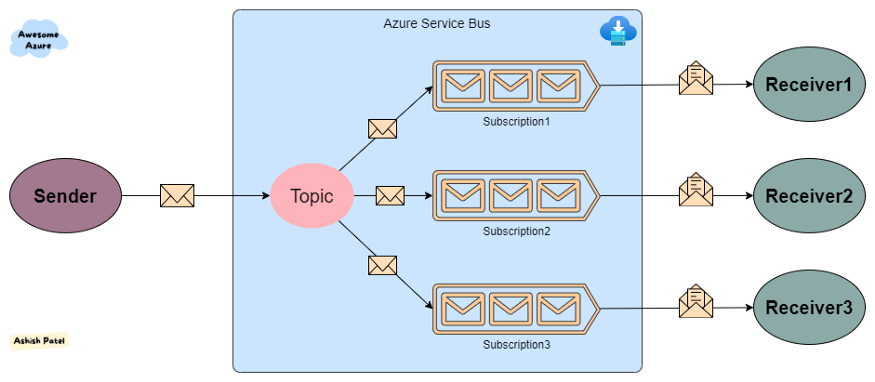 Awesome
Azure
Azure Service Bus
Subscription1
Receiver1
Sender
Topic
Subscription2
Receiver2
Subscription3
Receiver3
Ashish Patel